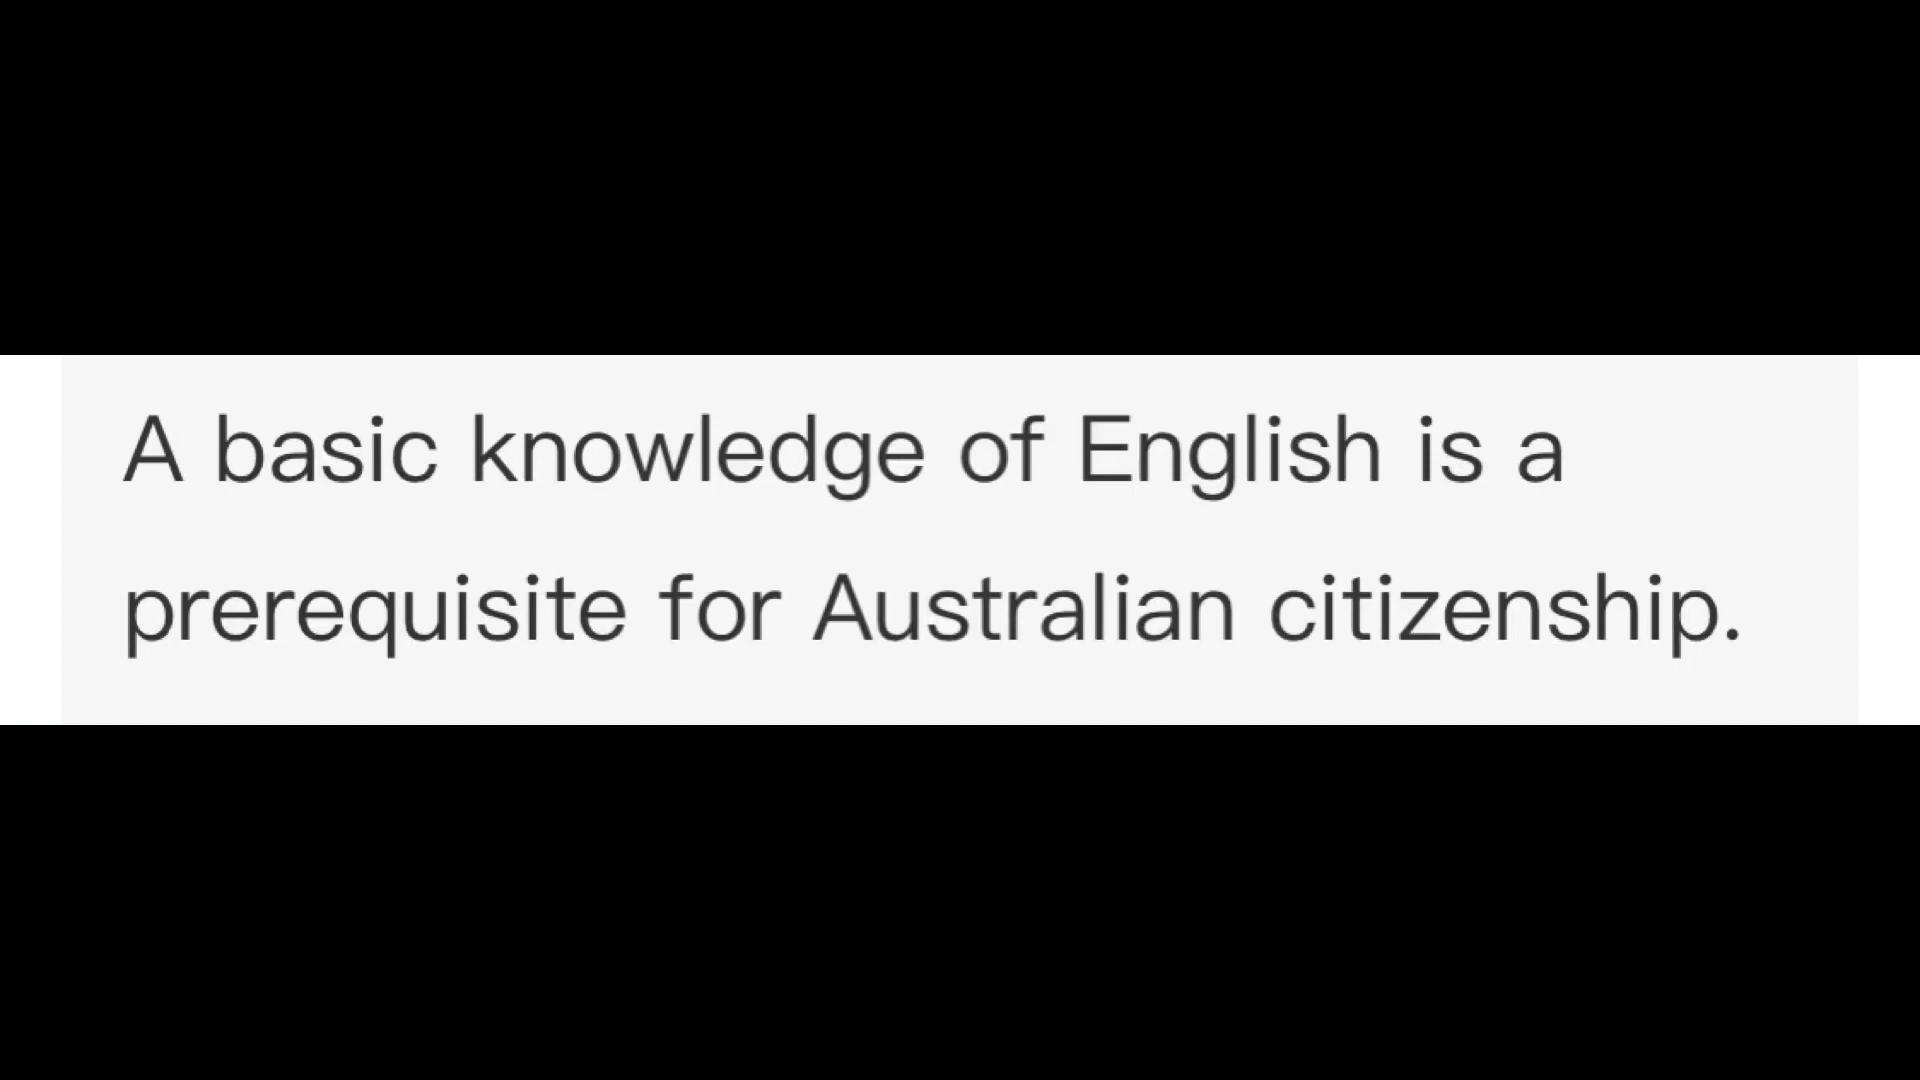 A basic knowledge of English is a
prerequisite for Australian citizenship.